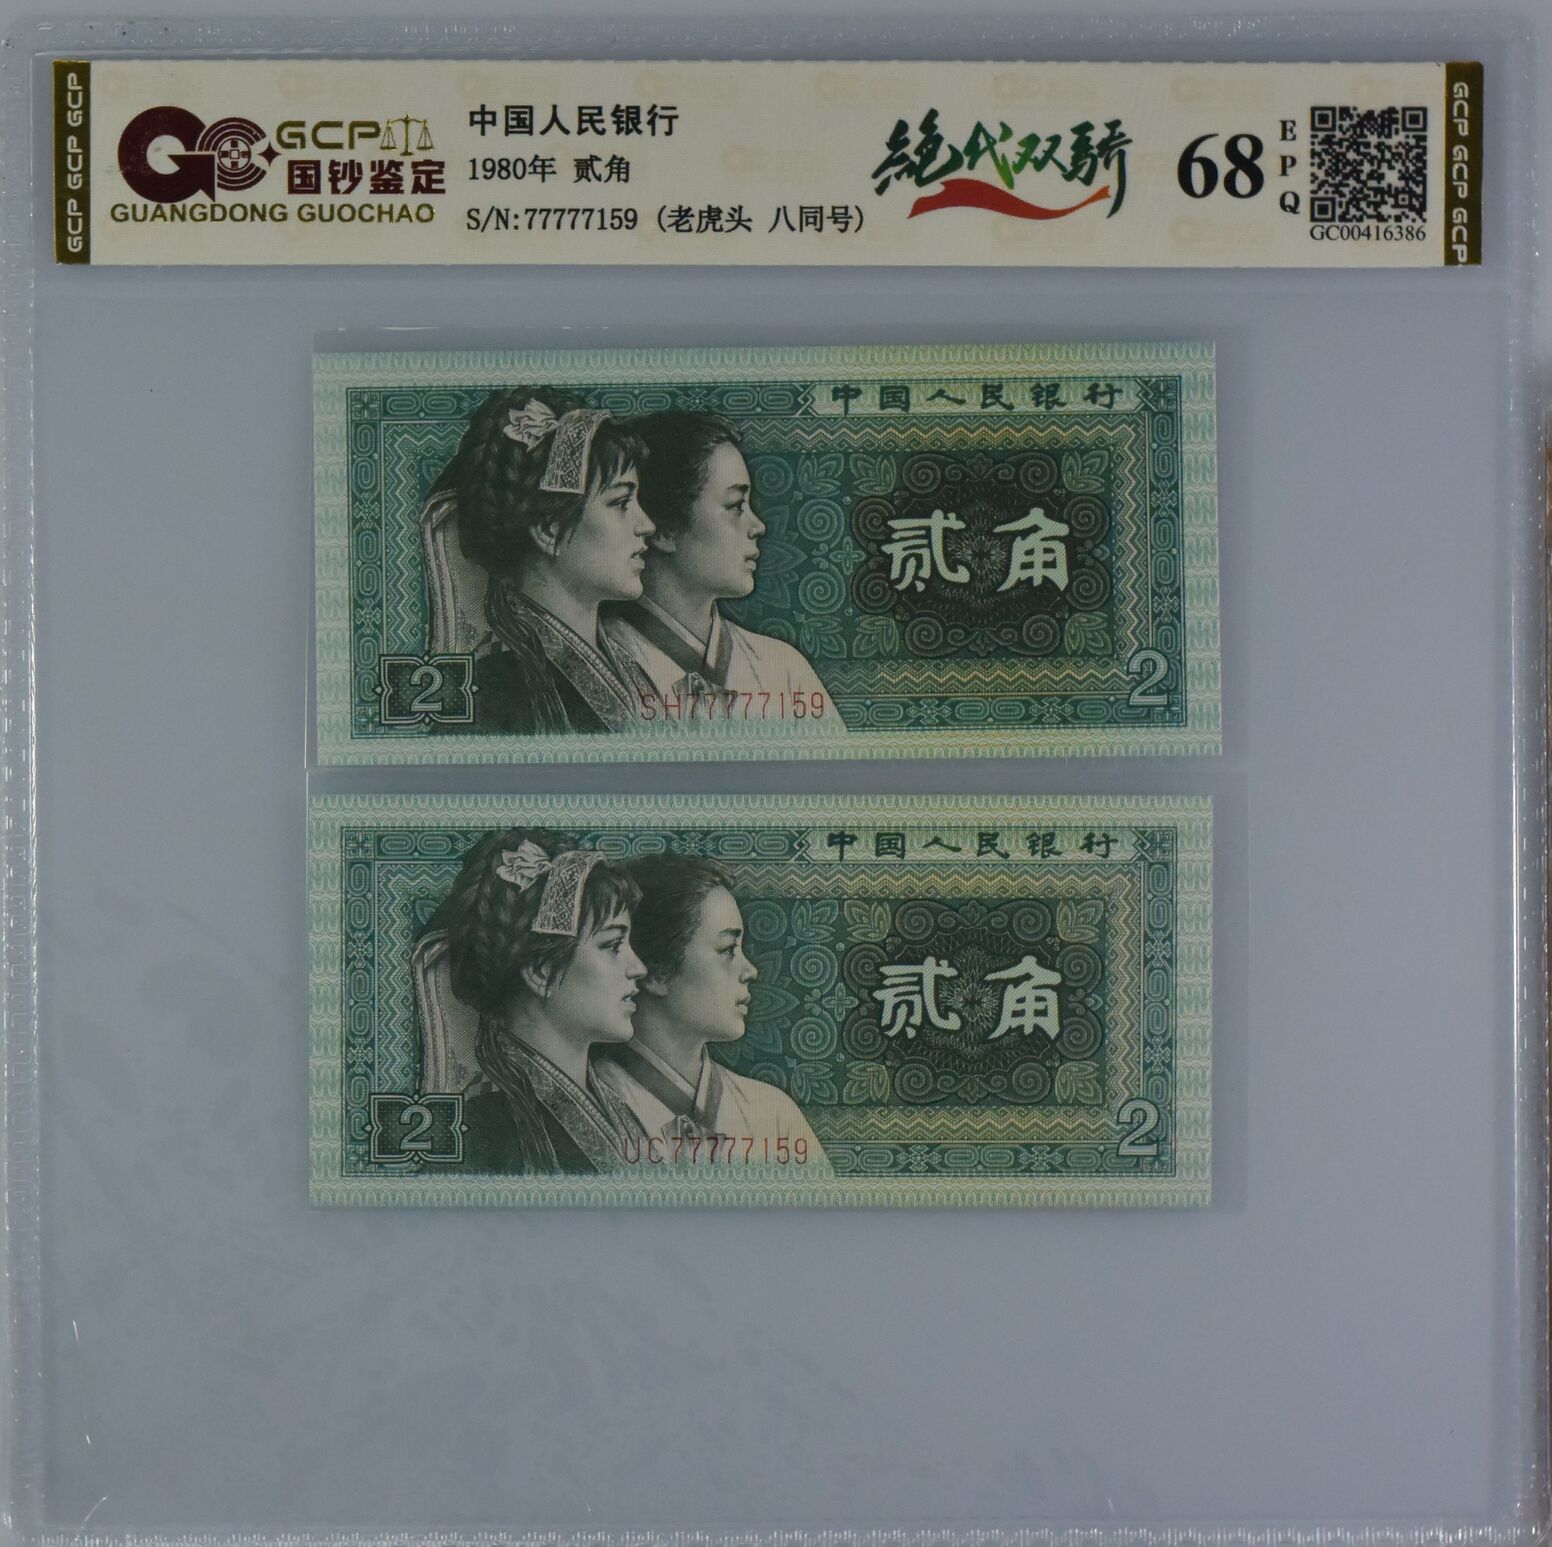 GCP GCP GCP
GCP
国钞鉴定
GUANGDONG GUOCHAO
中国人民银行
1980年 贰角
S/N:77777159 (老虎头 八同号)
絕代双骄
68
EPQ
GC00416386
GCP GCP GCP
中国人民银行
贰角
2
SH77777159
2
中国人民银行
贰角
2
UC77777159
2